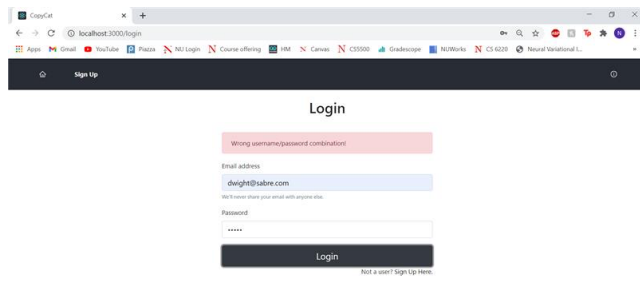 CopyCat
localhost:3000/login
Apps Gmail YouTube Piazza NU Login Course offering HM Canvas CS5500 Gradescope NUWorks CS 6220 Neural Variational I...
Sign Up
Login
Wrong username/password combination!
Email address
dwight@sabre.com
We'll never share your email with anyone else.
Password
Login
Not a user? Sign Up Here.